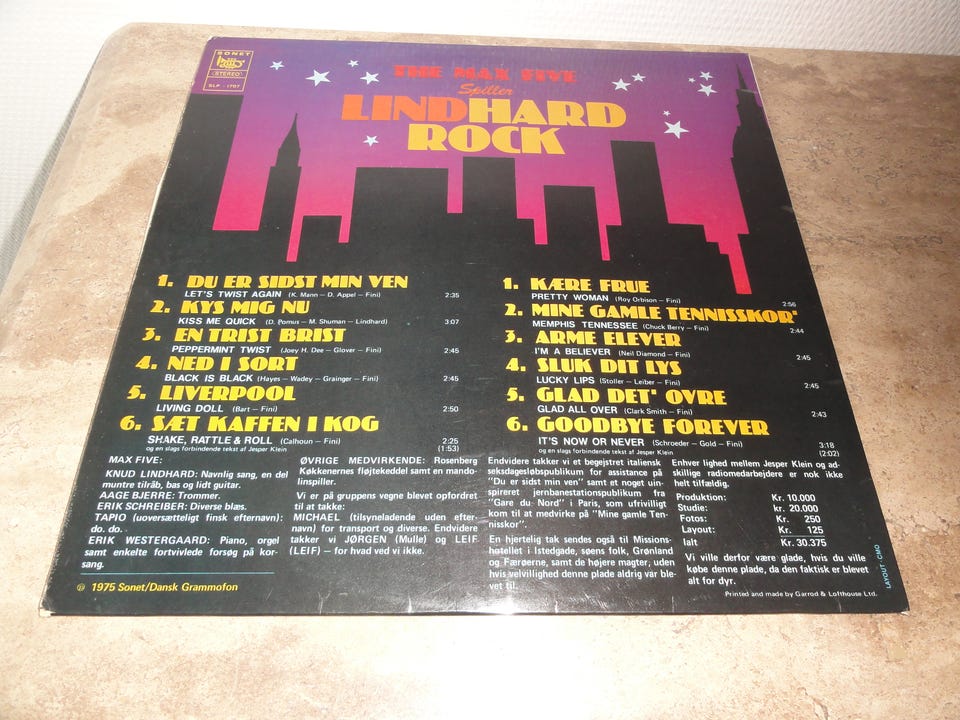 SONET
STEREO
SLP - 1707
THE MAX FIVE
Spiller
LINDHARD
ROCK
1. DU ER SIDST MIN VEN
LET'S TWIST AGAIN (K. Mann – D. Appel – Fini) 2:35
2. KYS MIG NU
KISS ME QUICK (D. Pomus – M. Shuman – Lindhard) 3:07
3. EN TRIST BRIST
PEPPERMINT TWIST (Joey H. Dee – Glover – Fini) 2:45
4. NED I SORT
BLACK IS BLACK (Hayes – Wadey – Grainger – Fini) 2:45
5. LIVERPOOL
LIVING DOLL (Bart – Fini) 2:50
6. SÆT KAFFEN I KOG
SHAKE, RATTLE & ROLL (Calhoun – Fini) 2:25
og en slags forbindende tekst af Jesper Klein (1:53)
1. KÆRE FRUE
PRETTY WOMAN (Roy Orbison – Fini) 2:56
2. MINE GAMLE TENNISSKOR'
MEMPHIS TENNESSEE (Chuck Berry – Fini) 2:44
3. ARME ELEVER
I'M A BELIEVER (Neil Diamond – Fini) 2:45
4. SLUK DIT LYS
LUCKY LIPS (Stoller – Leiber – Fini) 2:45
5. GLAD DET' OVRE
GLAD ALL OVER (Clark Smith – Fini) 2:43
6. GOODBYE FOREVER
IT'S NOW OR NEVER (Schroeder – Gold – Fini) 3:18
og en slags forbindende tekst af Jesper Klein (2:02)
MAX FIVE:
KNUD LINDHARD: Navnlig sang, en del
muntre tilråb, bas og lidt guitar.
AAGE BJERRE: Trommer.
ERIK SCHREIBER: Diverse blæs.
TAPIO (uoversætteligt finsk efternavn):
do. do.
ERIK WESTERGAARD: Piano, orgel
samt enkelte fortvivlede forsøg på kor-
sang.
℗ 1975 Sonet/Dansk Grammofon
ØVRIGE MEDVIRKENDE: Rosenberg
Køkkenernes fløjtekeddel samt en mando-
linspiller.
Vi er på gruppens vegne blevet opfordret
til at takke:
MICHAEL (tilsyneladende uden efter-
navn) for transport og diverse. Endvidere
takker vi JØRGEN (Mulle) og LEIF
(LEIF) – for hvad ved vi ikke.
Endvidere takker vi et begejstret italiensk
seksdagesløbspublikum for assistance på
"Du er sidst min ven" samt et noget uin-
spireret jernbanestationspublikum fra
"Gare du Nord" i Paris, som ufrivilligt
kom til at medvirke på "Mine gamle Ten-
nisskor".
En hjertelig tak sendes også til Missions-
hotellet i Istedgade, søens folk, Grønland
og Færøerne, samt de højere magter, uden
hvis velvillighed denne plade aldrig var ble-
vet til.
Enhver lighed mellem Jesper Klein og ad-
skillige radiomedarbejdere er nok ikke
helt tilfældig.
Produktion: Kr. 10.000
Studie: kr. 20.000
Fotos: Kr. 250
Layout: Kr. 125
Ialt Kr. 30.375
Vi ville derfor være glade, hvis du ville
købe denne plade, da den faktisk er blevet
alt for dyr.
Printed and made by Garrod & Lofthouse Ltd.
LAYOUT: CMO